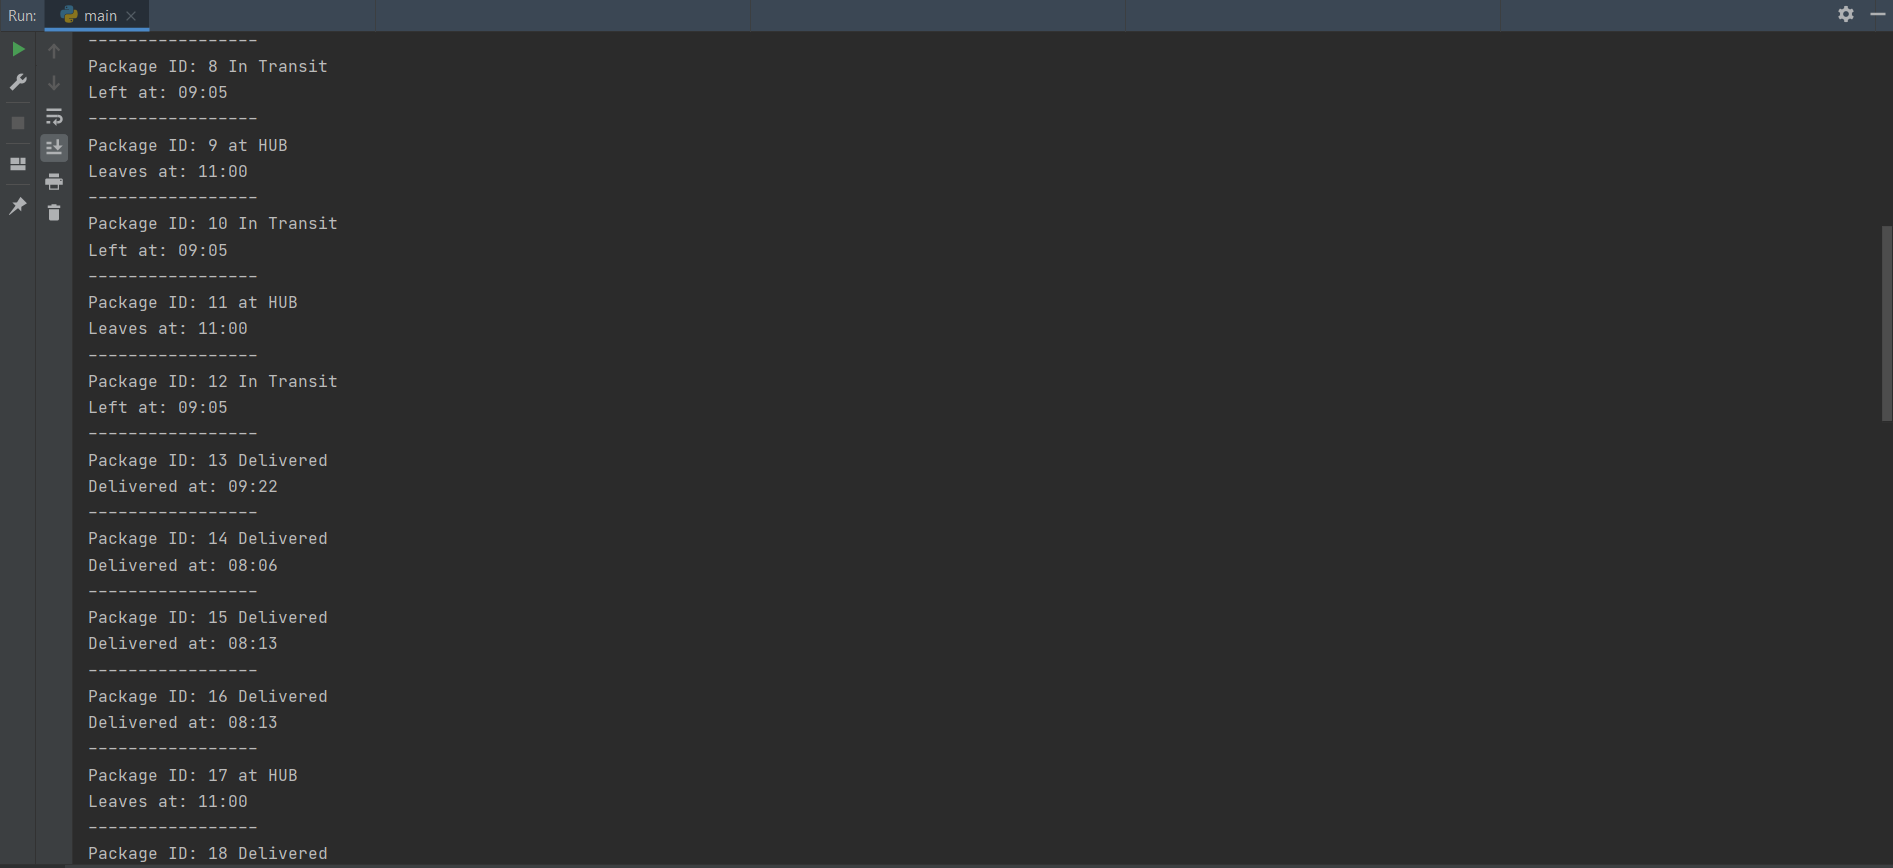 Run: main
-----------------
Package ID: 8 In Transit
Left at: 09:05
-----------------
Package ID: 9 at HUB
Leaves at: 11:00
-----------------
Package ID: 10 In Transit
Left at: 09:05
-----------------
Package ID: 11 at HUB
Leaves at: 11:00
-----------------
Package ID: 12 In Transit
Left at: 09:05
-----------------
Package ID: 13 Delivered
Delivered at: 09:22
-----------------
Package ID: 14 Delivered
Delivered at: 08:06
-----------------
Package ID: 15 Delivered
Delivered at: 08:13
-----------------
Package ID: 16 Delivered
Delivered at: 08:13
-----------------
Package ID: 17 at HUB
Leaves at: 11:00
-----------------
Package ID: 18 Delivered